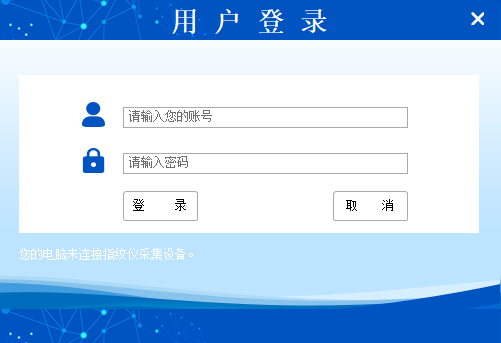 用户登录
请输入您的账号
请输入密码
登 录
取 消
您的电脑未连接指纹仪采集设备。